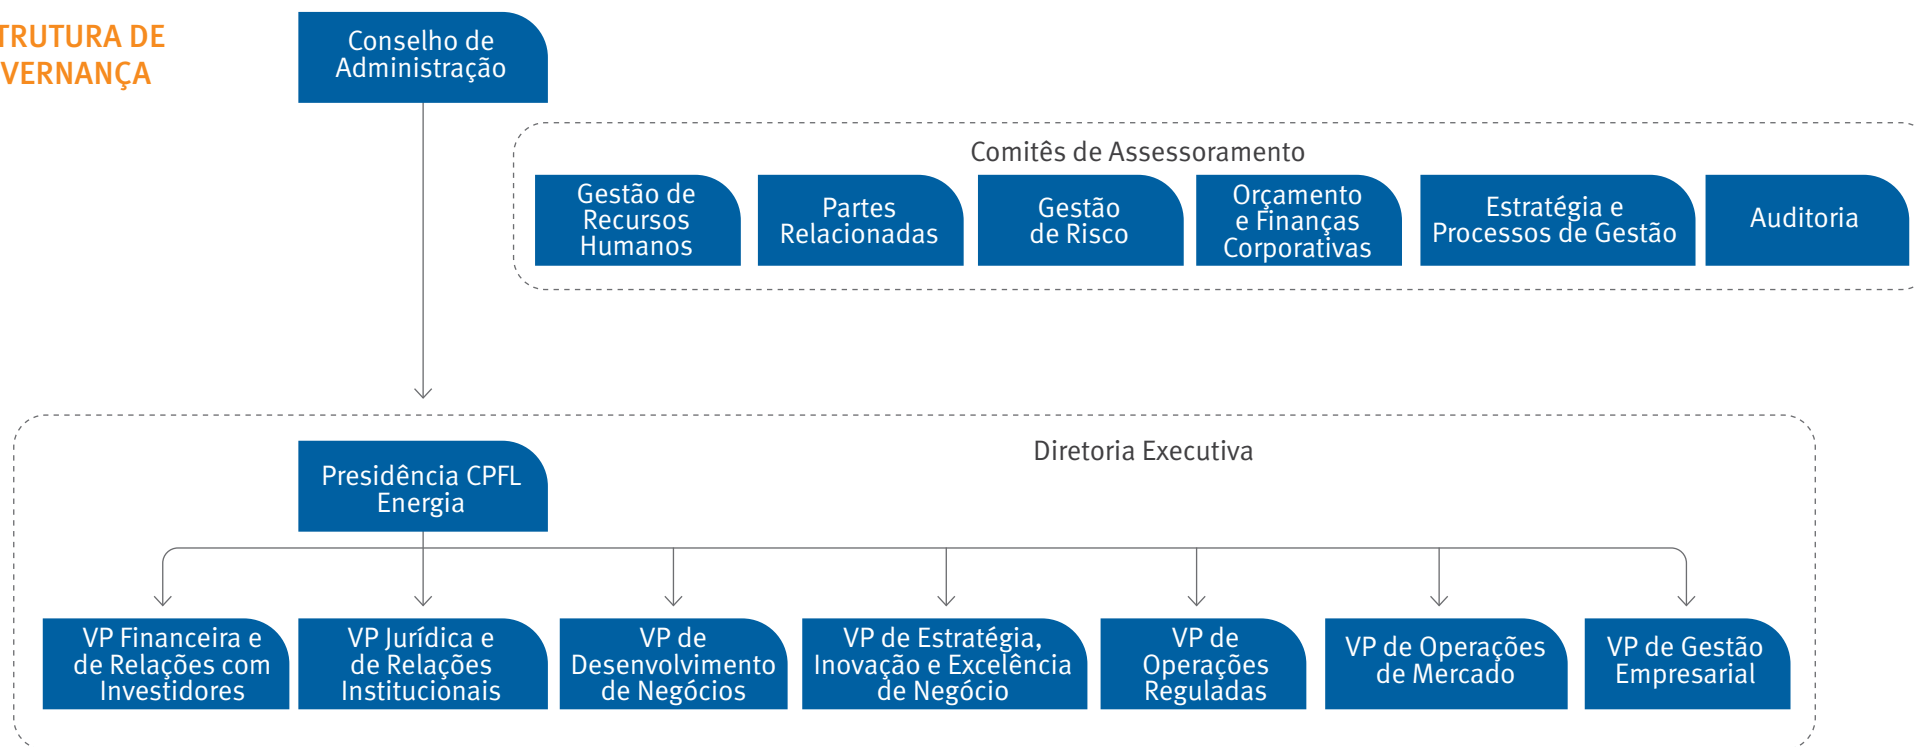 TRUTURA DE
VERNANÇA
Conselho de
Administração
Comitês de Assessoramento
Gestão de
Recursos
Humanos
Partes
Relacionadas
Gestão
de Risco
Orçamento
e Finanças
Corporativas
Estratégia e
Processos de Gestão
Auditoria
Diretoria Executiva
Presidência CPFL
Energia
VP Financeira e
de Relações com
Investidores
VP Jurídica e
de Relações
Institucionais
VP de
Desenvolvimento
de Negócios
VP de Estratégia,
Inovação e Excelência
de Negócio
VP de
Operações
Reguladas
VP de Operações
de Mercado
VP de Gestão
Empresarial